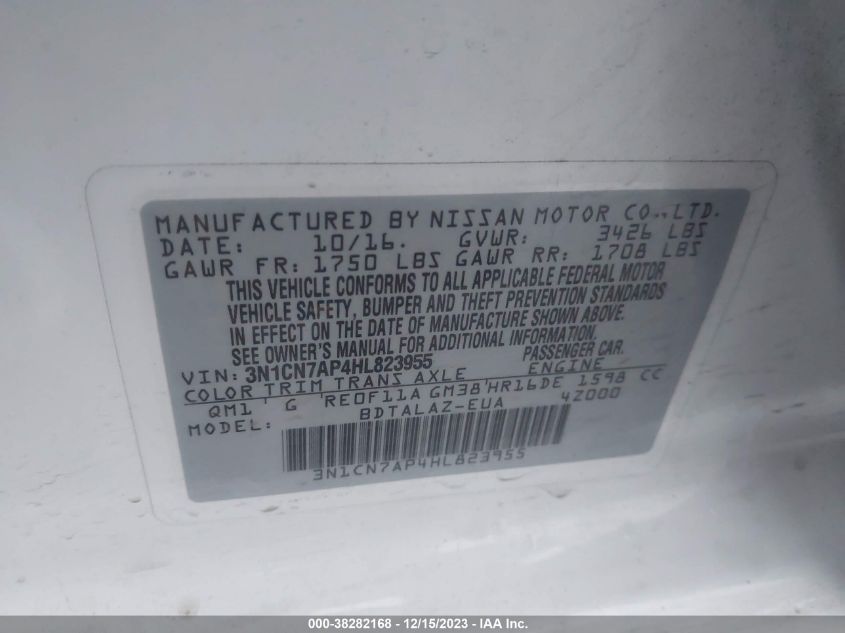 MANUFACTURED BY NISSAN MOTOR CO., LTD.
DATE: 10/16. GVWR: 3426 LBS
GAWR FR: 1750 LBS GAWR RR: 1708 LBS
THIS VEHICLE CONFORMS TO ALL APPLICABLE FEDERAL MOTOR
VEHICLE SAFETY, BUMPER AND THEFT PREVENTION STANDARDS
IN EFFECT ON THE DATE OF MANUFACTURE SHOWN ABOVE.
SEE OWNER'S MANUAL FOR ADDITIONAL INFORMATION.
VIN: 3N1CN7AP4HL823955 PASSENGER CAR.
COLOR TRIM TRANS AXLE ENGINE
QM1 G RE0F11A GM38 HR16DE 1598 CC
MODEL: BDTALAZ-EUA 4Z000
3N1CN7AP4HL823955
000-38282168 - 12/15/2023 - IAA Inc.